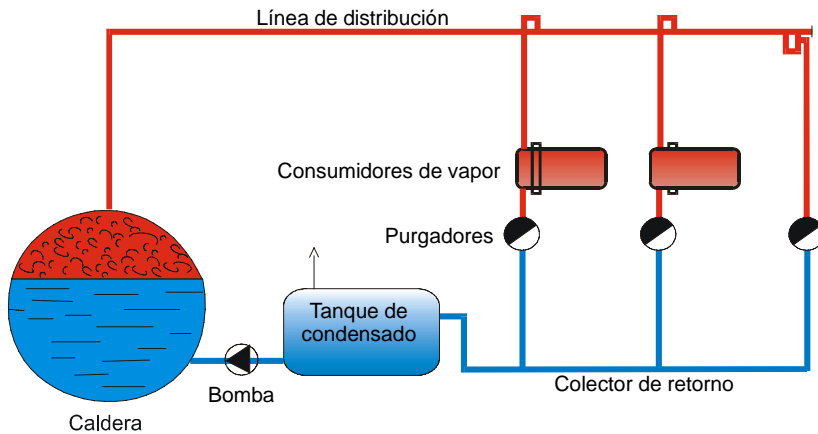 Línea de distribución
Consumidores de vapor
Purgadores
Tanque de
condensado
Colector de retorno
Bomba
Caldera